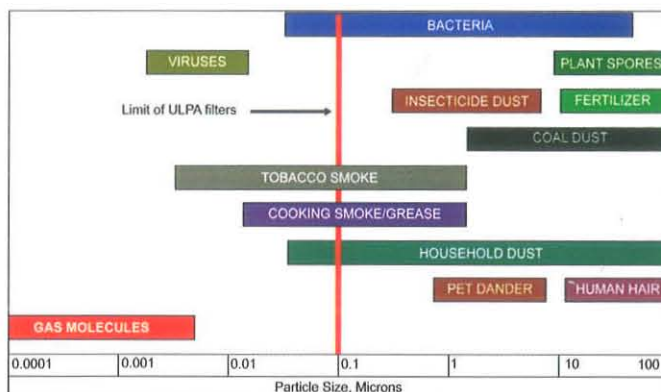 BACTERIA
VIRUSES
PLANT SPORES
Limit of ULPA filters
INSECTICIDE DUST
FERTILIZER
COAL DUST
TOBACCO SMOKE
COOKING SMOKE/GREASE
HOUSEHOLD DUST
PET DANDER
HUMAN HAIR
GAS MOLECULES
0.0001
0.001
0.01
0.1
1
10
100
Particle Size, Microns